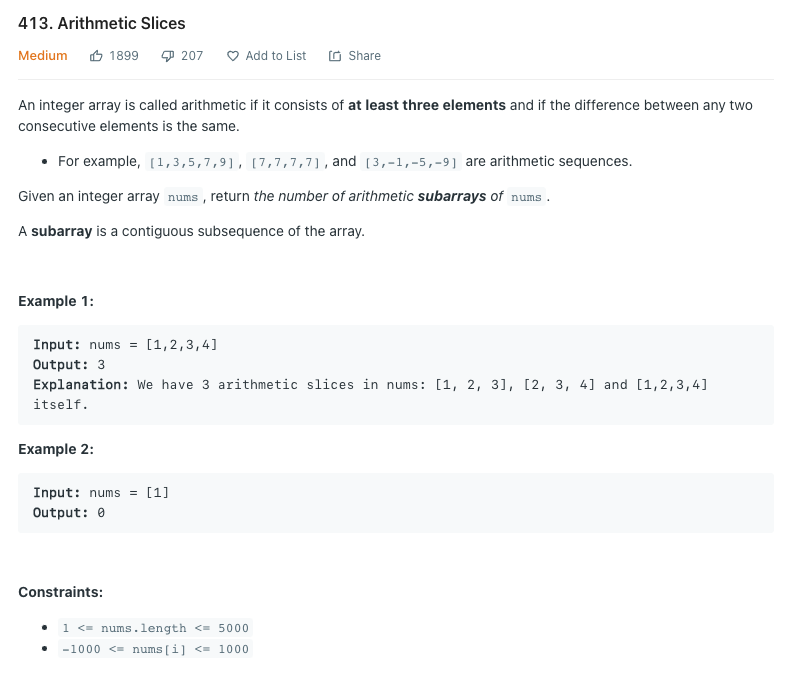 413. Arithmetic Slices
Medium 1899 207 Add to List Share
An integer array is called arithmetic if it consists of at least three elements and if the difference between any two
consecutive elements is the same.
• For example, [1,3,5,7,9], [7,7,7,7], and [3,-1,-5,-9] are arithmetic sequences.
Given an integer array nums, return the number of arithmetic subarrays of nums.
A subarray is a contiguous subsequence of the array.
Example 1:
Input: nums = [1,2,3,4]
Output: 3
Explanation: We have 3 arithmetic slices in nums: [1, 2, 3], [2, 3, 4] and [1,2,3,4]
itself.
Example 2:
Input: nums = [1]
Output: 0
Constraints:
• 1 <= nums.length <= 5000
• -1000 <= nums[i] <= 1000